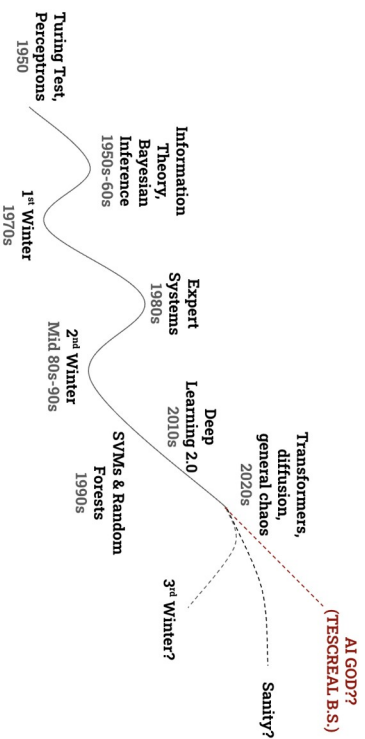 Turing Test,
Perceptrons
1950
Information
Theory,
Bayesian
Inference
1950s-60s
1st Winter
1970s
Expert
Systems
1980s
2nd Winter
Mid 80s-90s
Deep
Learning 2.0
2010s
SVMs & Random
Forests
1990s
Transformers,
diffusion,
general chaos
2020s
AI GOD??
(TESCREAL B.S.)
Sanity?
3rd Winter?